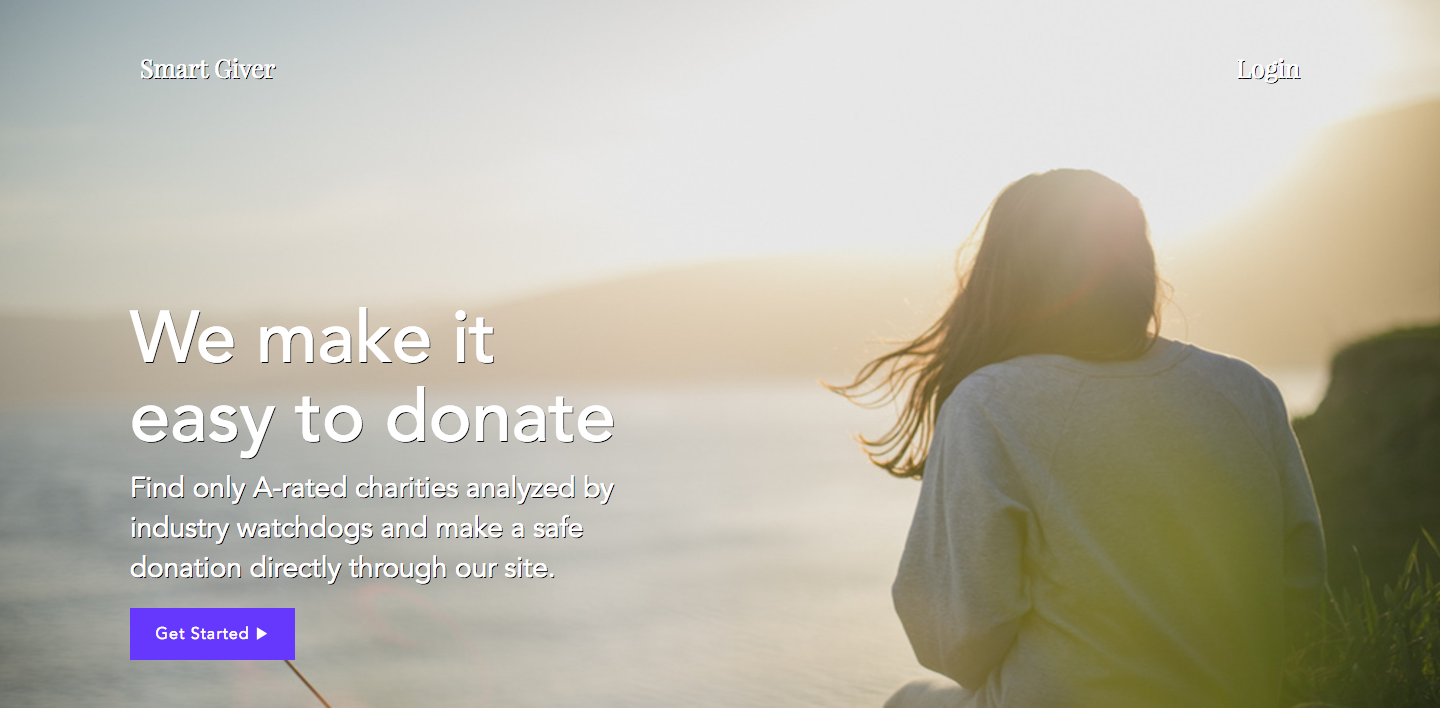 Smart Giver
Login
We make it
easy to donate
Find only A-rated charities analyzed by
industry watchdogs and make a safe
donation directly through our site.
Get Started ▶